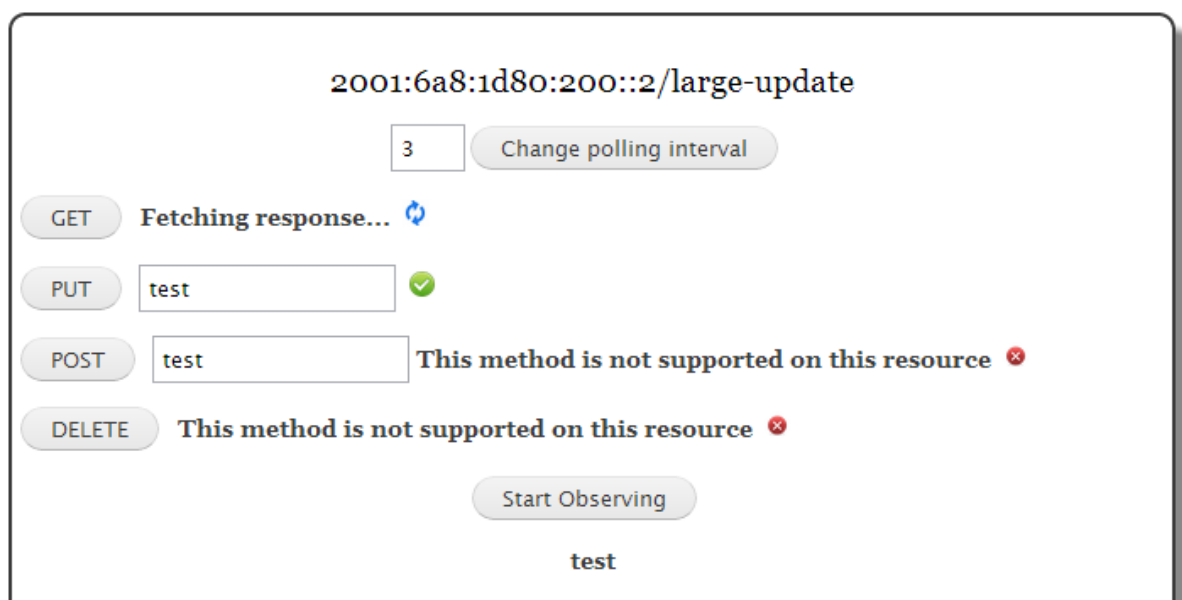 2001:6a8:1d80:200::2/large-update
3 Change polling interval
GET Fetching response...
PUT test
POST test This method is not supported on this resource
DELETE This method is not supported on this resource
Start Observing
test